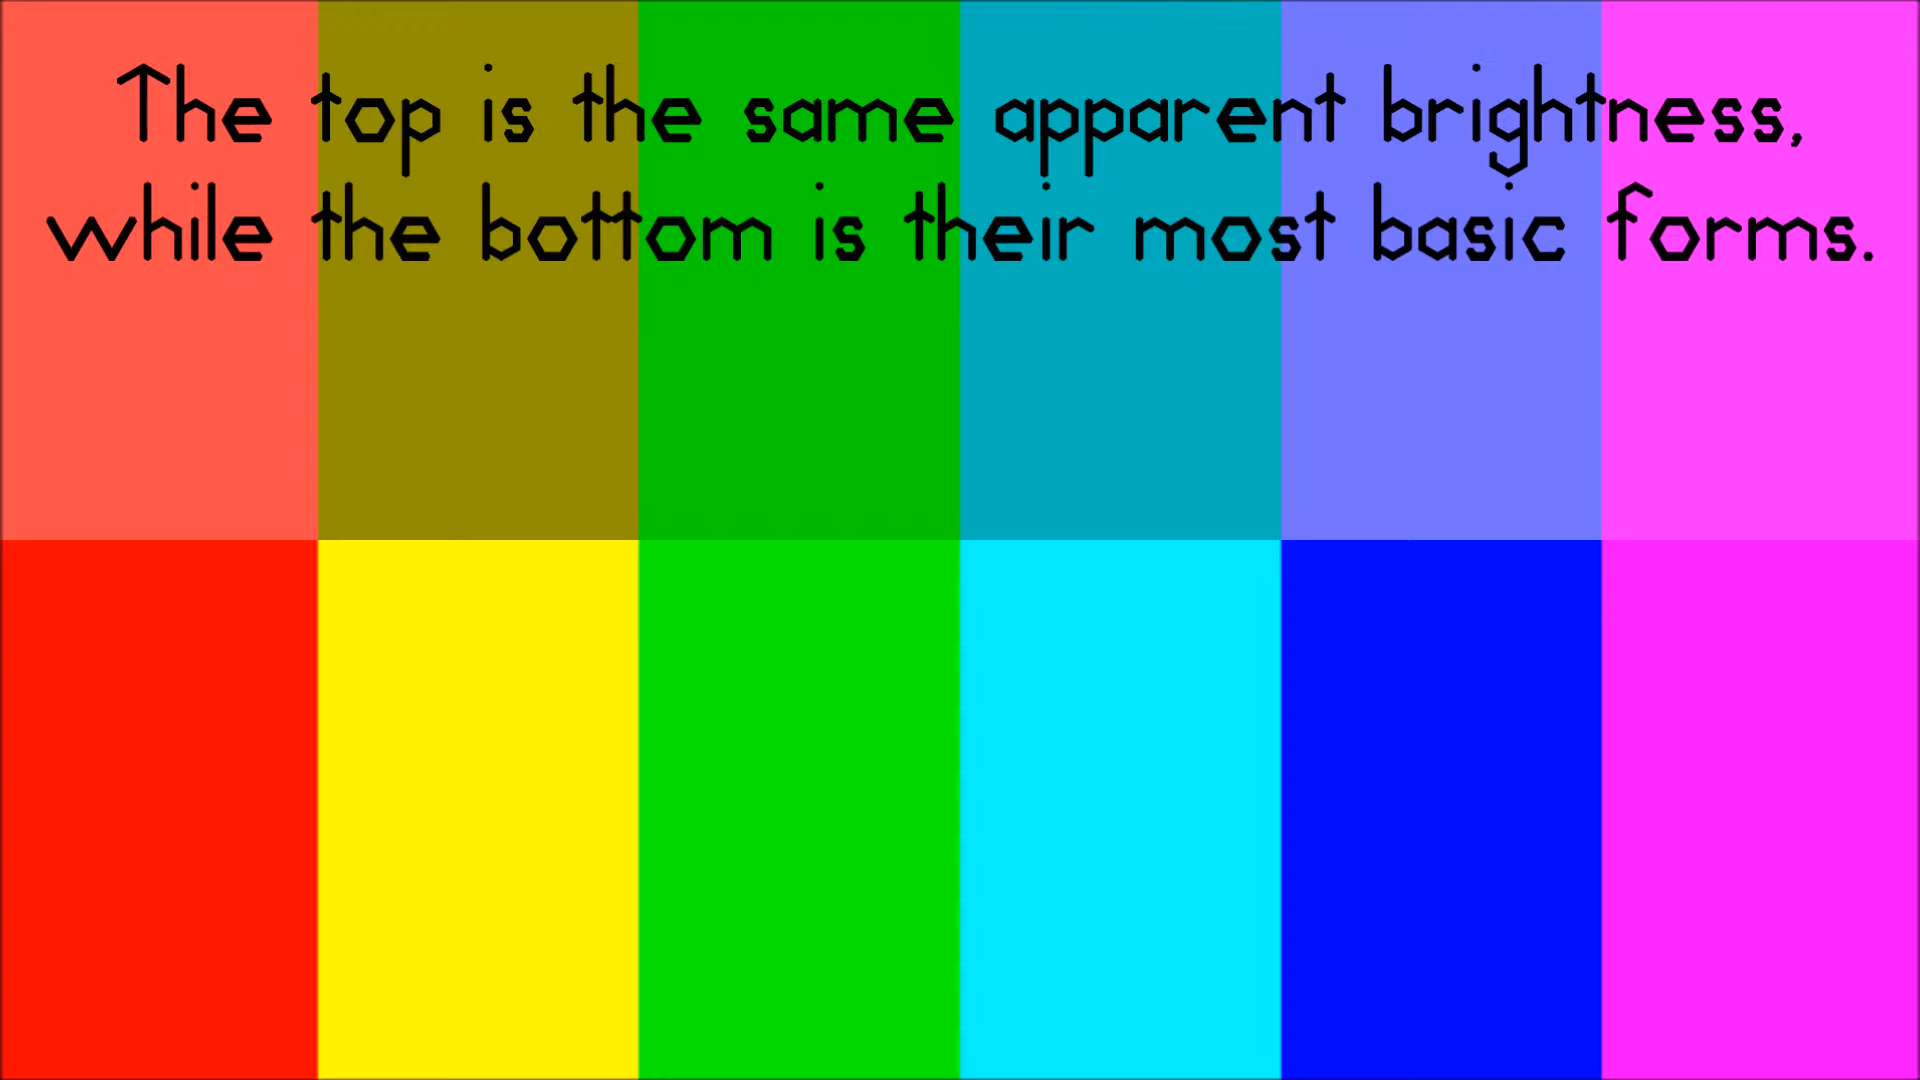 The top is the same apparent brightness,
while the bottom is their most basic forms.